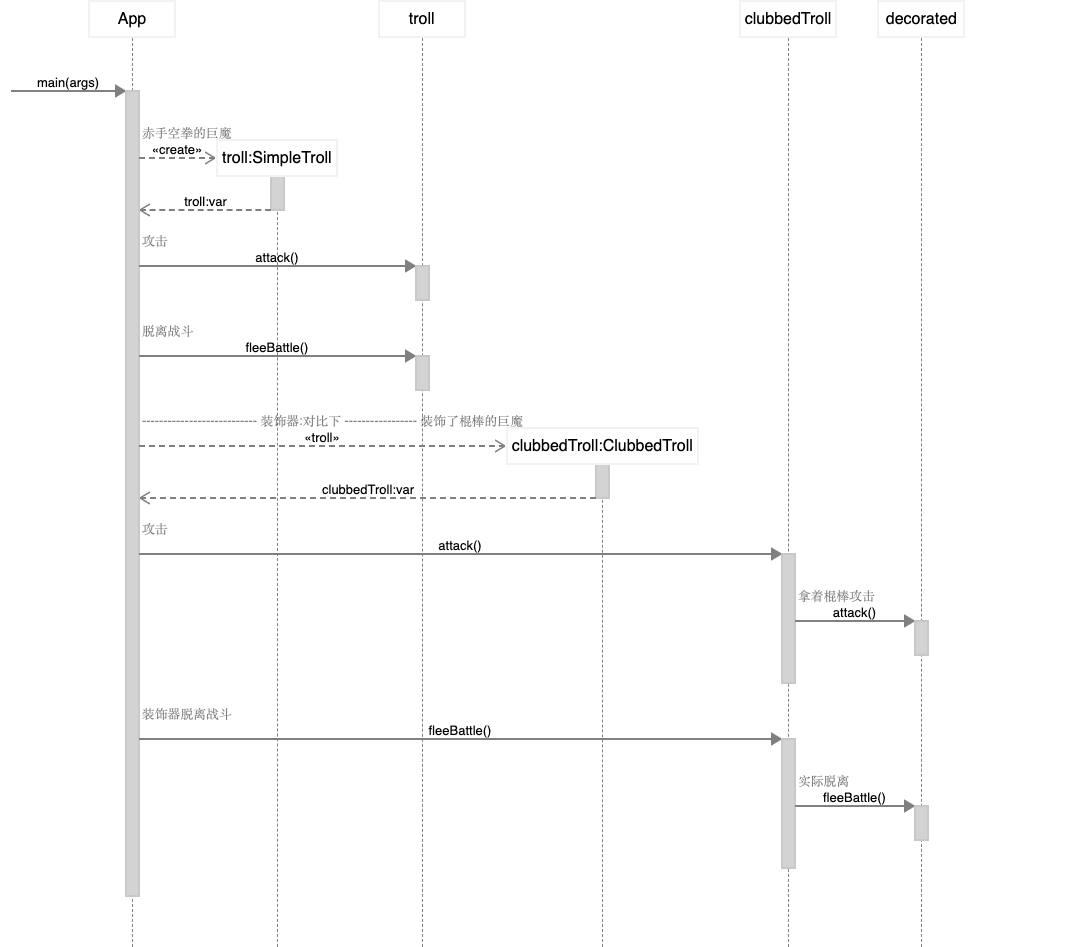 App
troll
clubbedTroll
decorated
main(args)
赤手空拳的巨魔
«create»
troll:SimpleTroll
troll:var
攻击
attack()
脱离战斗
fleeBattle()
----------------------------- 装饰器:对比下 ------------------ 装饰了棍棒的巨魔
«troll»
clubbedTroll:ClubbedTroll
clubbedTroll:var
攻击
attack()
拿着棍棒攻击
attack()
装饰器脱离战斗
fleeBattle()
实际脱离
fleeBattle()